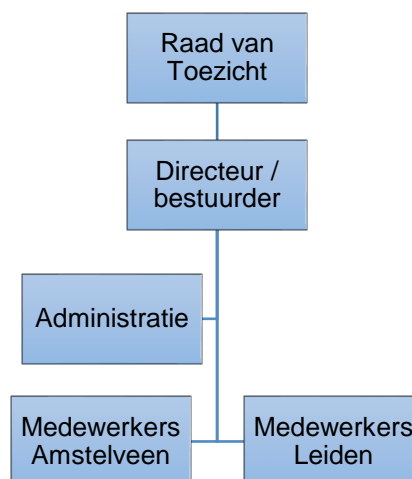 Raad van
Toezicht
Directeur /
bestuurder
Administratie
Medewerkers
Amstelveen
Medewerkers
Leiden